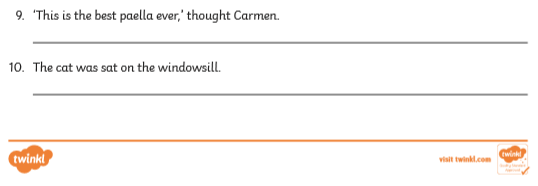 9. ‘This is the best paella ever,’ thought Carmen.
10. The cat was sat on the windowsill.
twinkl
visit twinkl.com
twinkl